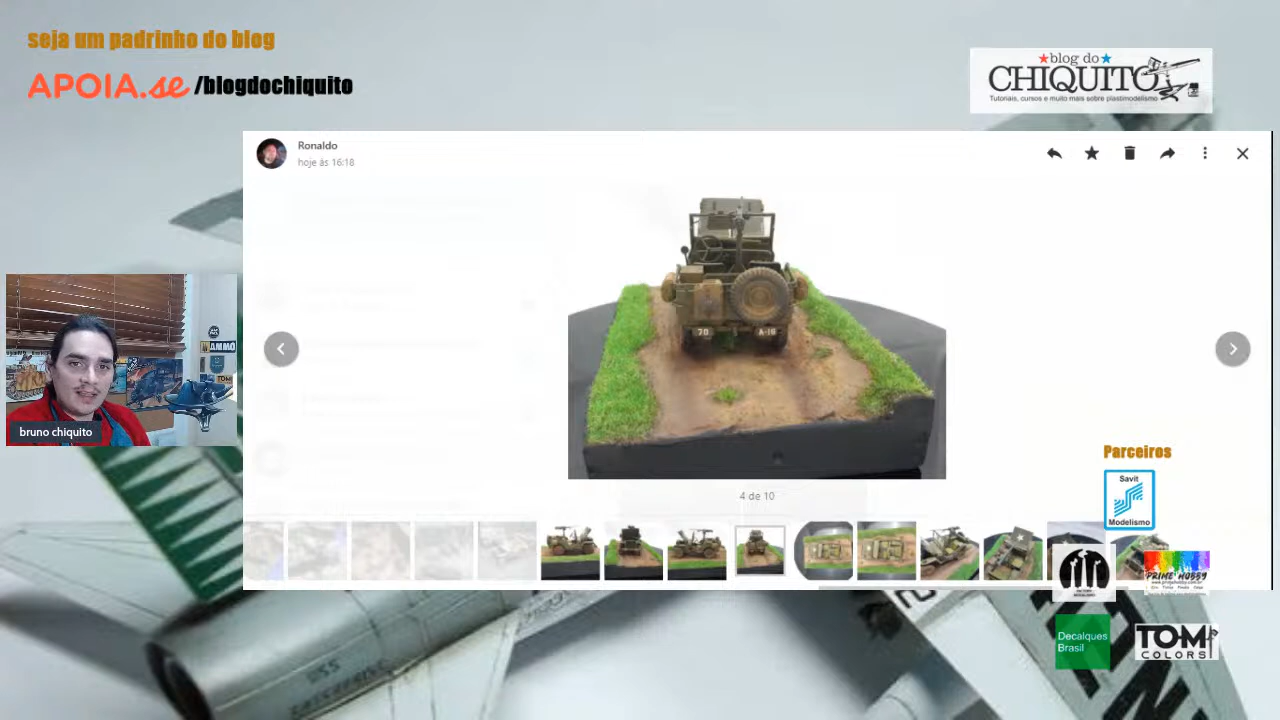 seja um padrinho do blog
APOIA.se /blogdochiquito
blog do
CHIQUITO
Tutoriais, cursos e muito mais sobre plastimodelismo
Ronaldo
hoje às 16:18
70
A-19
bruno chiquito
AMMO
TOM
4 de 10
Parceiros
Savit
Modelismo
PRIME HOBBY
Decalques
Brasil
TOM
COLORS